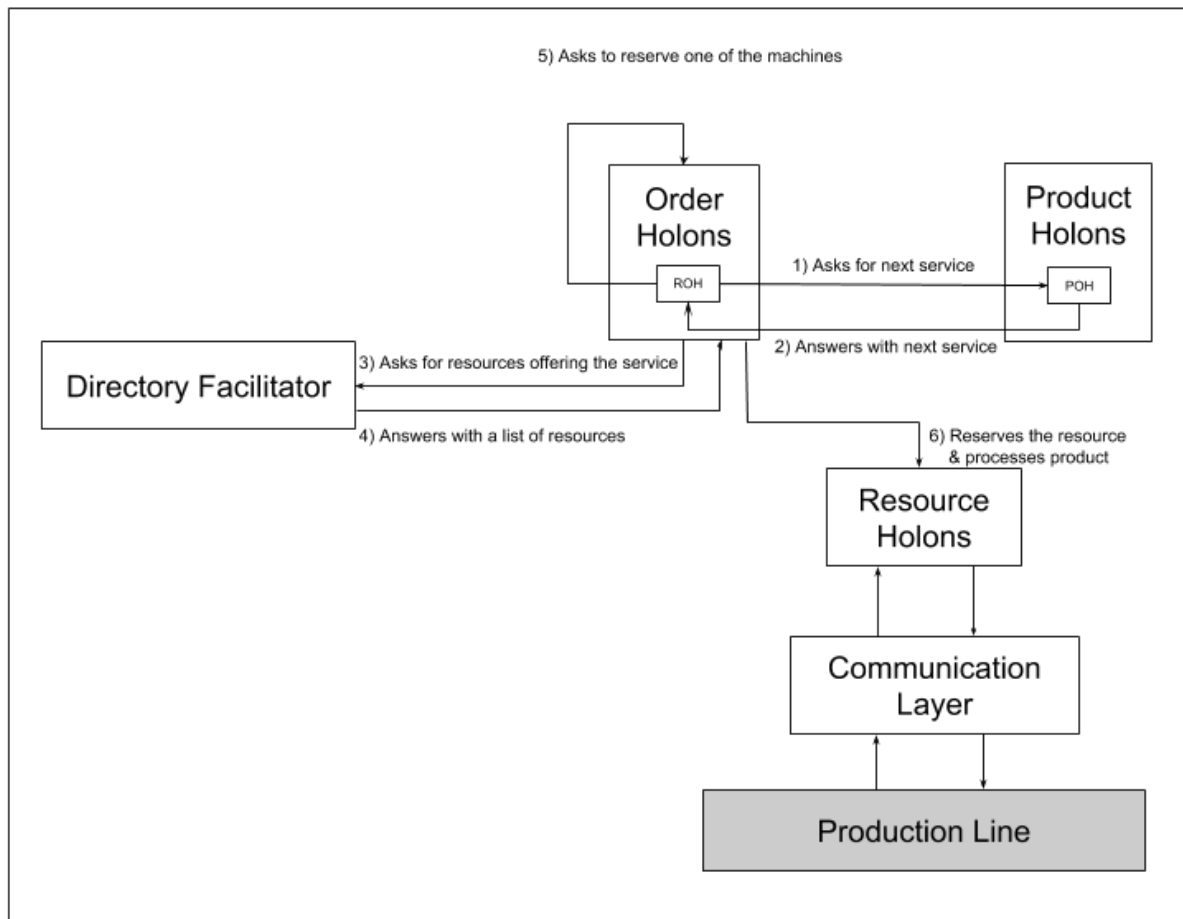 5) Asks to reserve one of the machines
Order
Holons
Product
Holons
1) Asks for next service
ROH
POH
2) Answers with next service
3) Asks for resources offering the service
Directory Facilitator
4) Answers with a list of resources
6) Reserves the resource
& processes product
Resource
Holons
Communication
Layer
Production Line